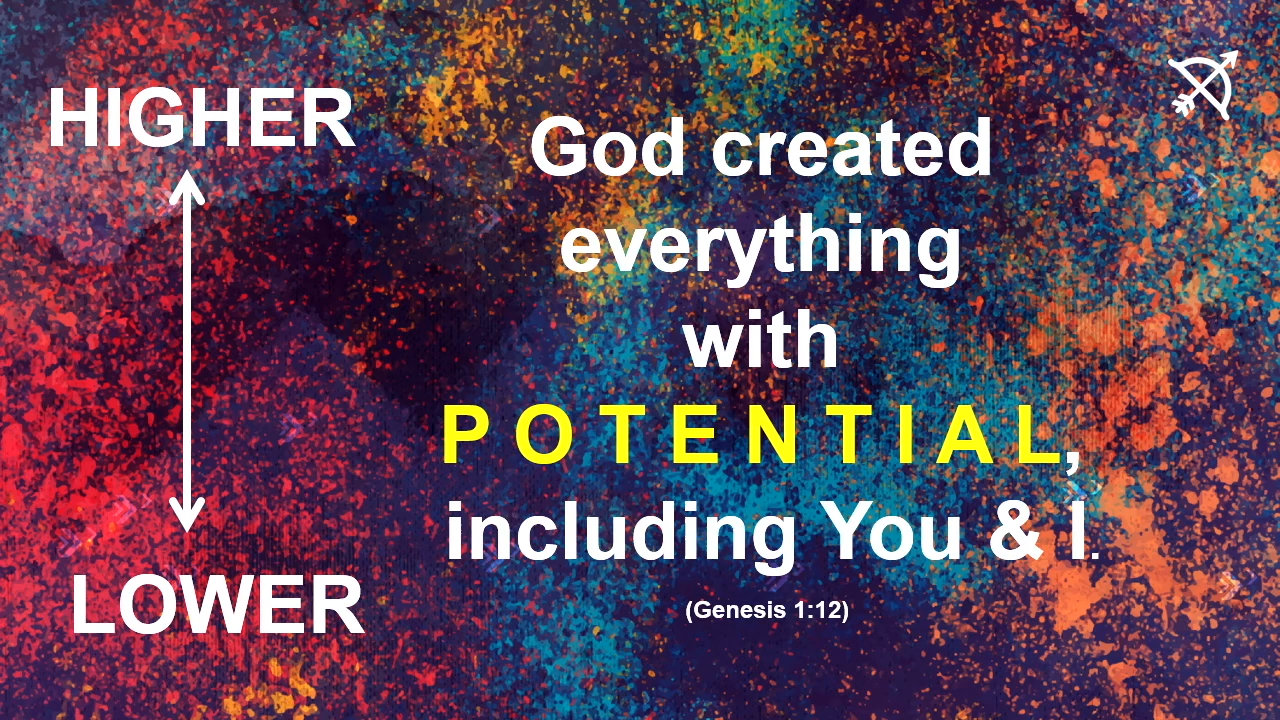 HIGHER
LOWER
God created
everything
with
P O T E N T I A L,
including You & I.
(Genesis 1:12)